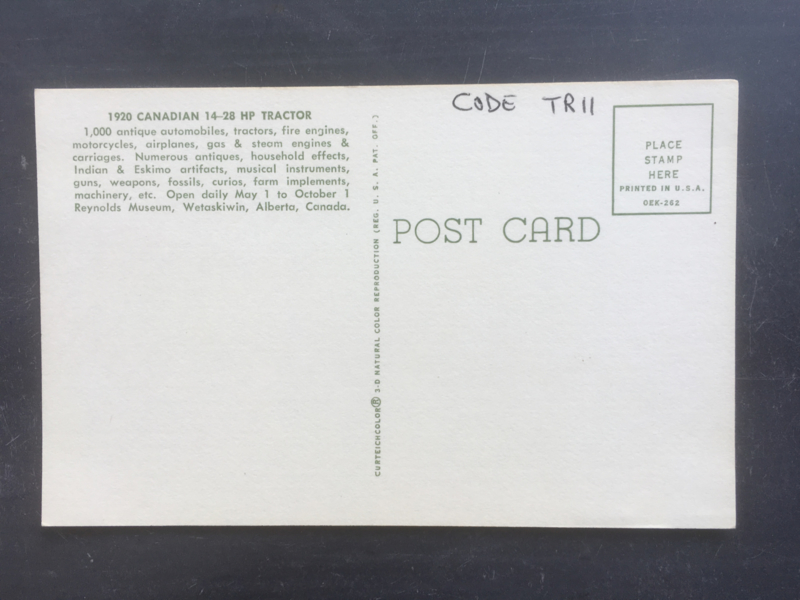 1920 CANADIAN 14-28 HP TRACTOR
1,000 antique automobiles, tractors, fire engines,
motorcycles, airplanes, gas & steam engines &
carriages. Numerous antiques, household effects,
Indian & Eskimo artifacts, musical instruments,
guns, weapons, fossils, curios, farm implements,
machinery, etc. Open daily May 1 to October 1
Reynolds Museum, Wetaskiwin, Alberta, Canada.
CURTEICHCOLOR® 3-D NATURAL COLOR REPRODUCTION (REG. U. S. A. PAT. OFF.)
CODE TR11
POST CARD
PLACE
STAMP
HERE
PRINTED IN U.S.A.
OEK-262